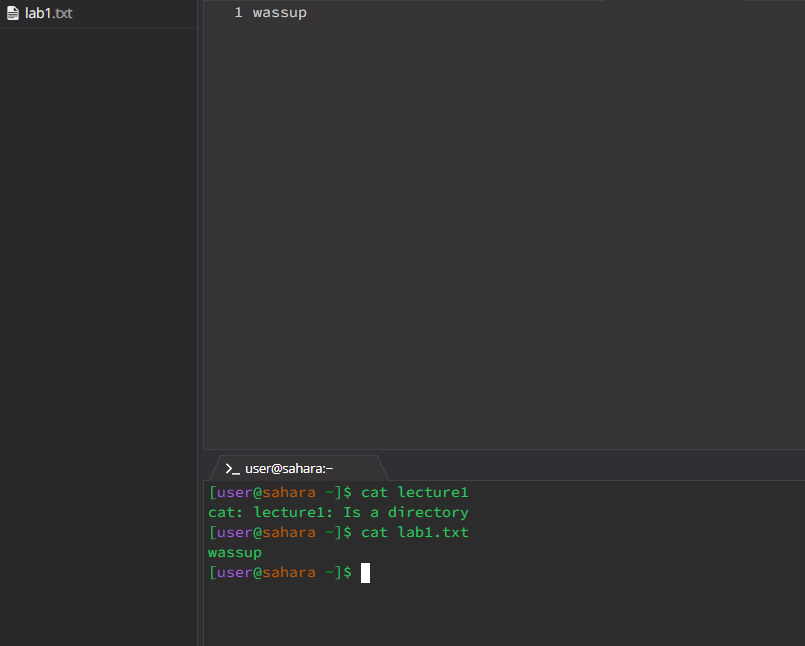 lab1.txt
1 wassup
user@sahara:~
[user@sahara ~]$ cat lecture1
cat: lecture1: Is a directory
[user@sahara ~]$ cat lab1.txt
wassup
[user@sahara ~]$